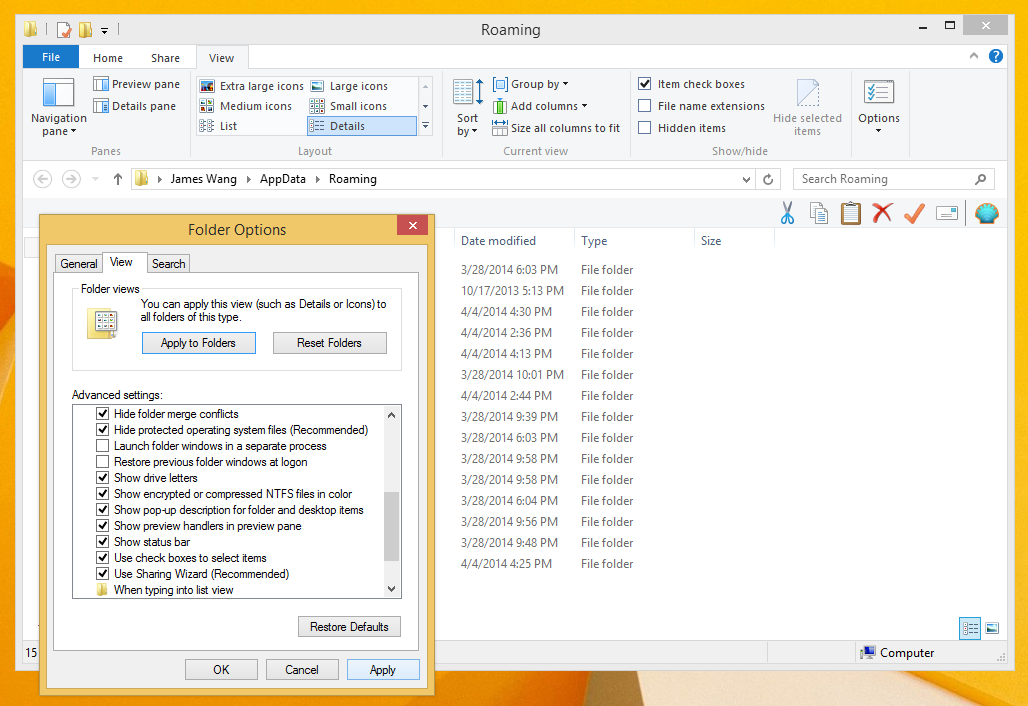 Roaming
File Home Share View
Navigation pane
Preview pane
Details pane
Panes
Extra large icons Large icons
Medium icons Small icons
List Details
Layout
Sort by
Group by
Add columns
Size all columns to fit
Current view
Item check boxes
File name extensions
Hidden items
Hide selected items
Show/hide
Options
James Wang AppData Roaming
Search Roaming
Date modified Type Size
3/28/2014 6:03 PM File folder
10/17/2013 5:13 PM File folder
4/4/2014 4:30 PM File folder
4/4/2014 2:36 PM File folder
4/4/2014 4:13 PM File folder
3/28/2014 10:01 PM File folder
4/4/2014 2:44 PM File folder
3/28/2014 9:39 PM File folder
3/28/2014 6:03 PM File folder
3/28/2014 9:58 PM File folder
3/28/2014 9:58 PM File folder
3/28/2014 6:04 PM File folder
3/28/2014 9:56 PM File folder
3/28/2014 9:48 PM File folder
4/4/2014 4:25 PM File folder
15
Computer
Folder Options
General View Search
Folder views
You can apply this view (such as Details or Icons) to
all folders of this type.
Apply to Folders Reset Folders
Advanced settings:
Hide folder merge conflicts
Hide protected operating system files (Recommended)
Launch folder windows in a separate process
Restore previous folder windows at logon
Show drive letters
Show encrypted or compressed NTFS files in color
Show pop-up description for folder and desktop items
Show preview handlers in preview pane
Show status bar
Use check boxes to select items
Use Sharing Wizard (Recommended)
When typing into list view
Restore Defaults
OK Cancel Apply